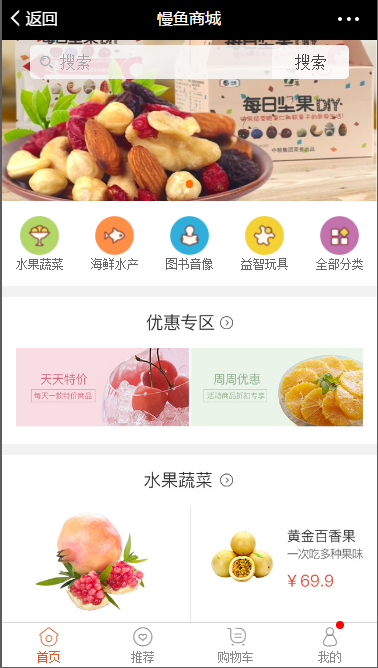 返回
慢鱼商城
搜索
搜索
每日坚果DIY
每日坚果DIY
水果蔬菜
海鲜水产
图书音像
益智玩具
全部分类
优惠专区
天天特价
每天一款特价商品
周周优惠
活动商品折扣专享
水果蔬菜
黄金百香果
一次吃多种果味
¥69.9
首页
推荐
购物车
我的